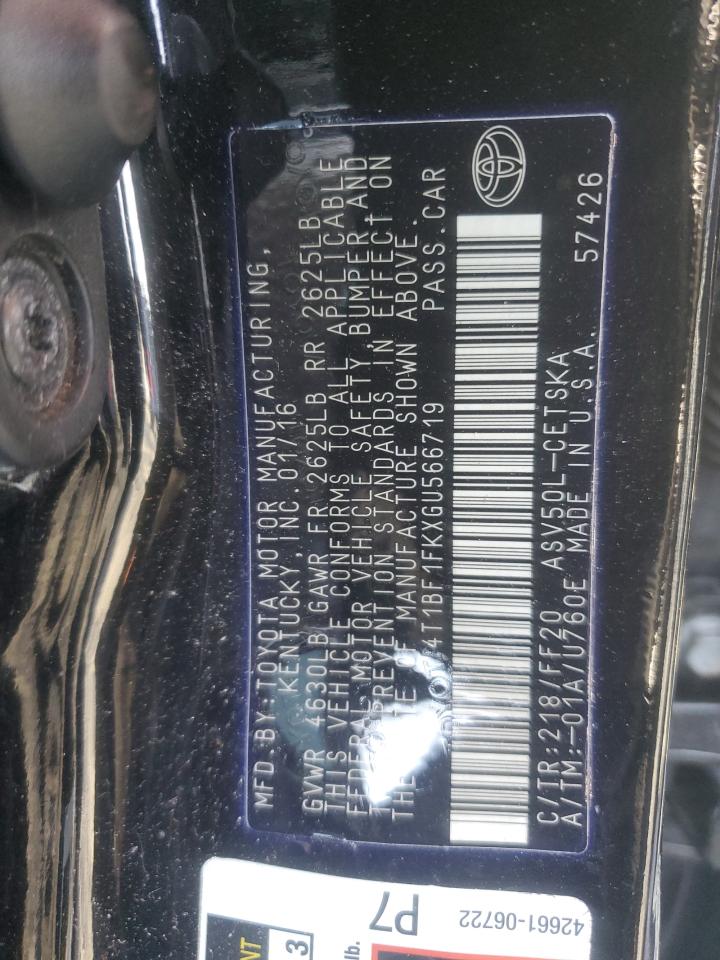 MFD.BY:TOYOTA MOTOR MANUFACTURING,
KENTUCKY,INC.01/16
GVWR 4630LB GAWR FR 2625LB RR 2625LB
THIS VEHICLE CONFORMS TO ALL APPLICABLE
FEDERAL MOTOR VEHICLE SAFETY, BUMPER, AND
THEFT PREVENTION STANDARDS IN EFFECT ON
THE DATE OF MANUFACTURE SHOWN ABOVE.
4T1BF1FKXGU566719 PASS.CAR
C/TR:218/FF20 ASV50L-CETSKA
A/TM:-01A/U760E MADE IN U.S.A. 57426
P7
42661-06722
NT
3
lb.